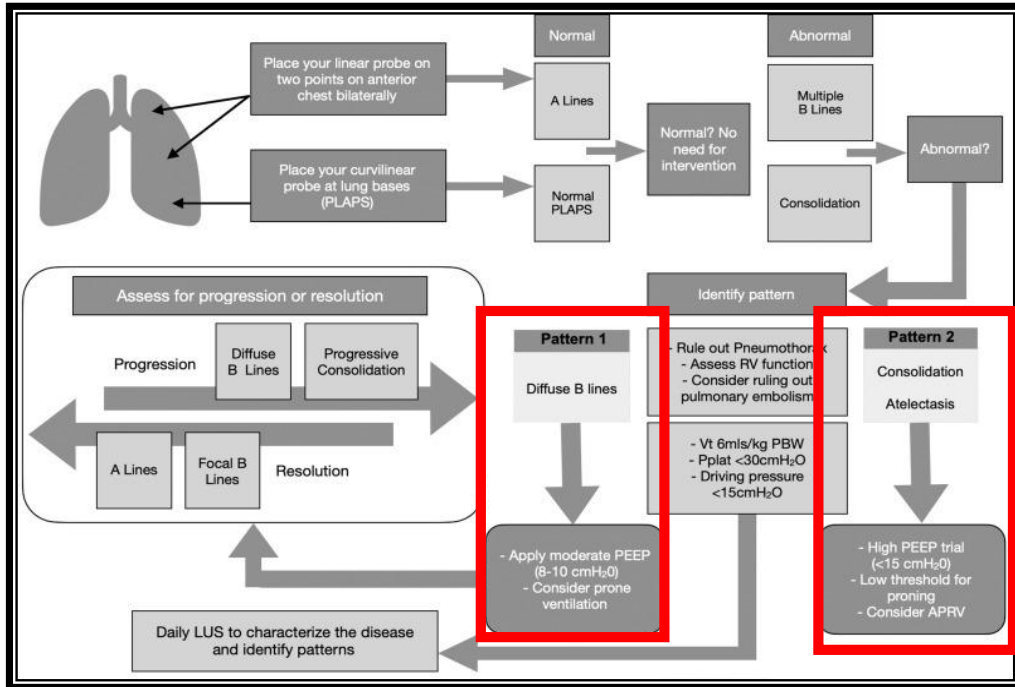 Place your linear probe on
two points on anterior
chest bilaterally
Place your curvilinear
probe at lung bases
(PLAPS)
Normal
A Lines
Normal
PLAPS
Normal? No
need for
intervention
Abnormal
Multiple
B Lines
Consolidation
Abnormal?
Assess for progression or resolution
Progression
Diffuse
B Lines
Progressive
Consolidation
A Lines
Focal B
Lines
Resolution
Identify pattern
Pattern 1
Diffuse B lines
- Rule out Pneumothorax
- Assess RV function
- Consider ruling out
pulmonary embolism
- Vt 6mls/kg PBW
- Pplat <30cmH₂O
- Driving pressure
<15cmH₂O
Pattern 2
Consolidation
Atelectasis
- Apply moderate PEEP
(8-10 cmH₂0)
- Consider prone
ventilation
- High PEEP trial
(<15 cmH₂0)
- Low threshold for
proning
- Consider APRV
Daily LUS to characterize the disease
and identify patterns